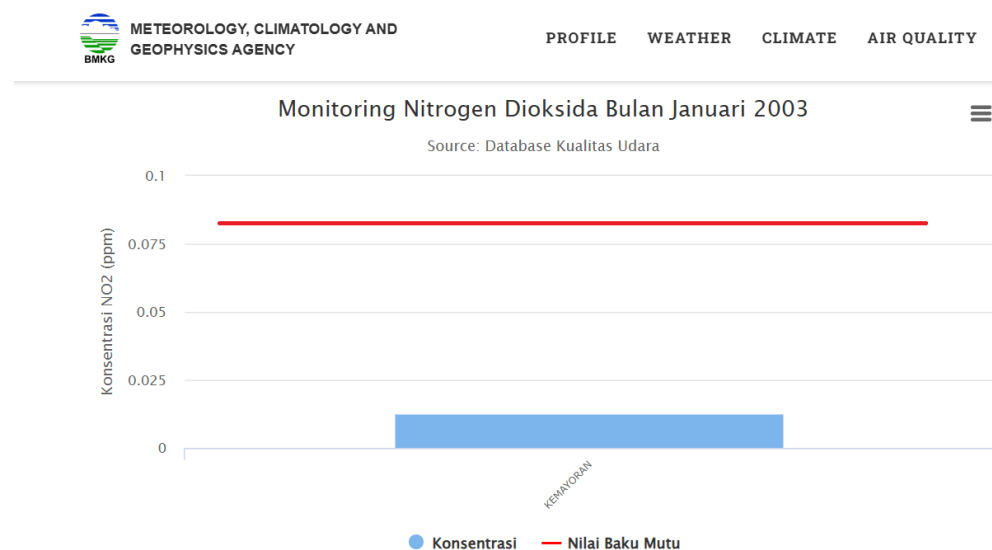 METEOROLOGY, CLIMATOLOGY AND
GEOPHYSICS AGENCY
BMKG
PROFILE WEATHER CLIMATE AIR QUALITY
Monitoring Nitrogen Dioksida Bulan Januari 2003
Source: Database Kualitas Udara
Konsentrasi NO2 (ppm)
0.1
0.075
0.05
0.025
0
KEMAYORAN
Konsentrasi Nilai Baku Mutu